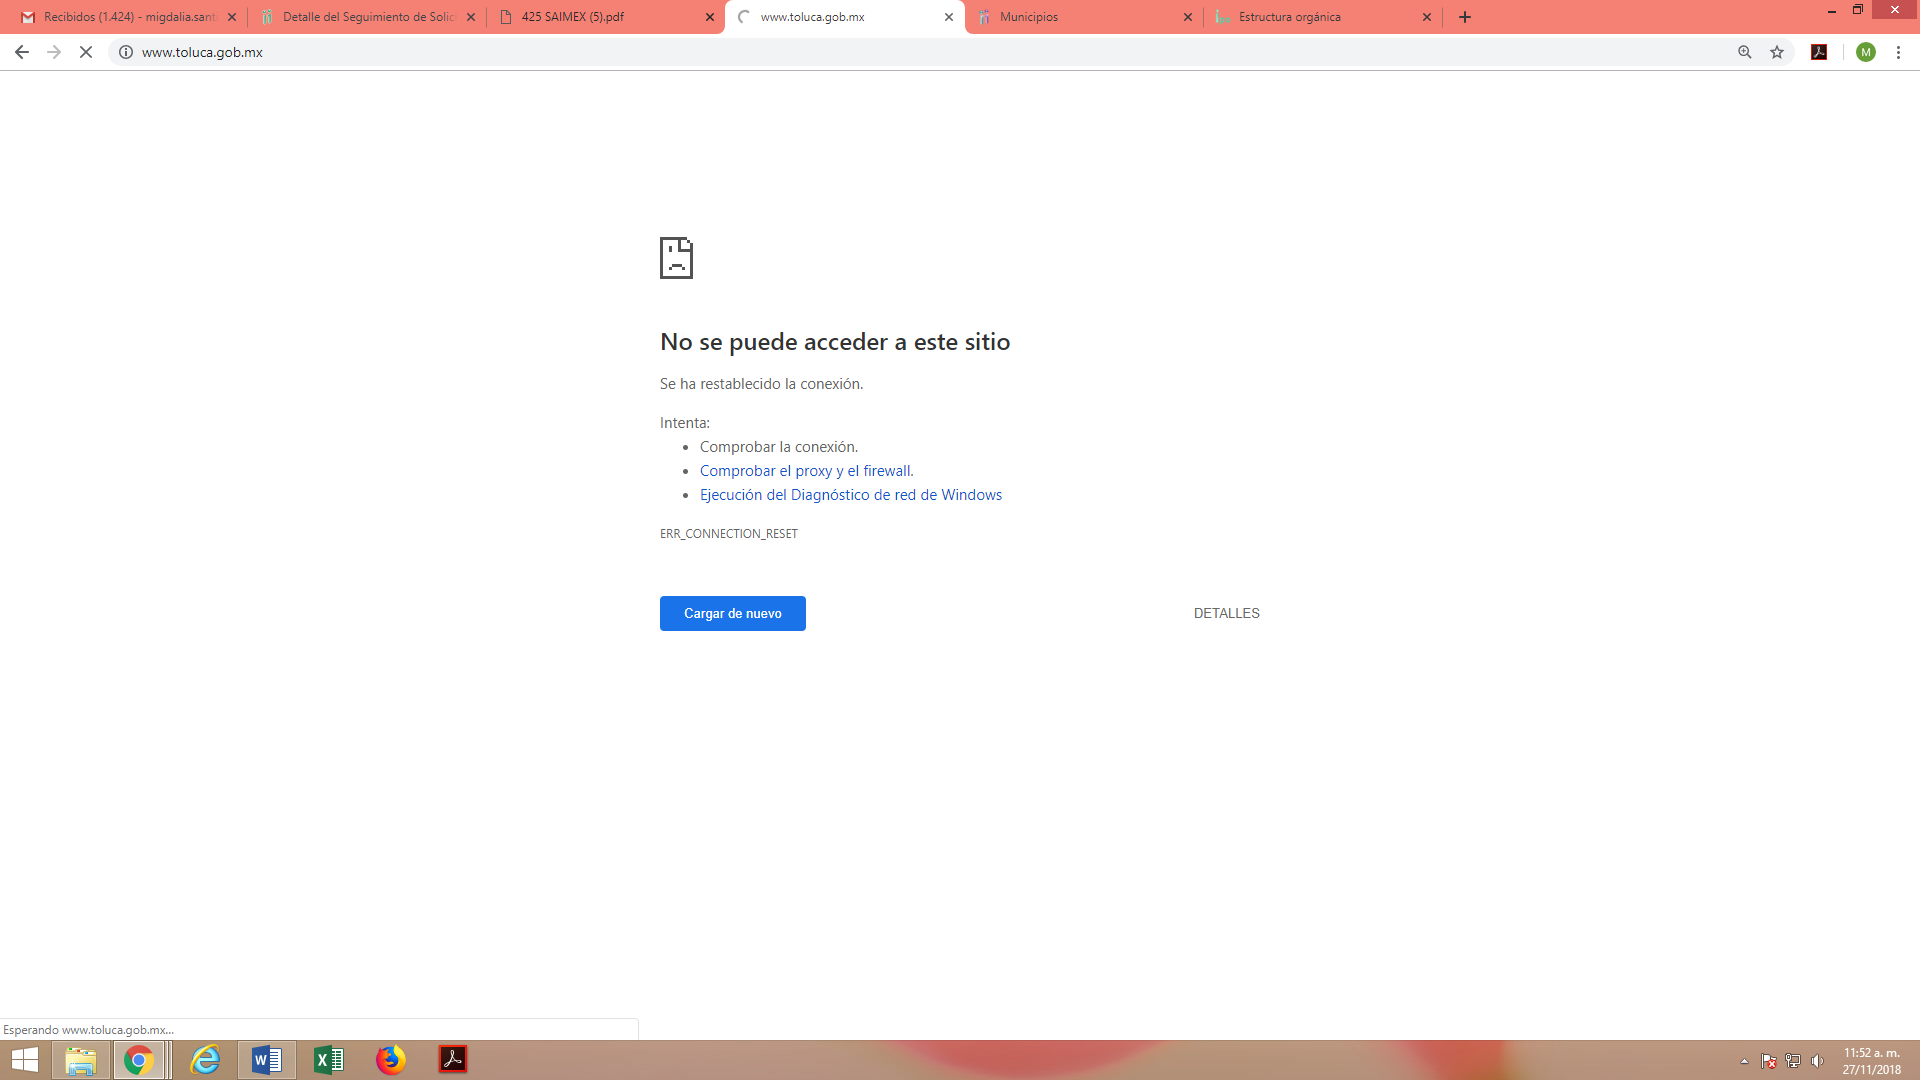 Recibidos (1.424) - migdalia.sant
Detalle del Seguimiento de Solic
425 SAIMEX (5).pdf
www.toluca.gob.mx
Municipios
Estructura orgánica
www.toluca.gob.mx
M
No se puede acceder a este sitio
Se ha restablecido la conexión.
Intenta:
• Comprobar la conexión.
• Comprobar el proxy y el firewall.
• Ejecución del Diagnóstico de red de Windows
ERR_CONNECTION_RESET
Cargar de nuevo
DETALLES
Esperando www.toluca.gob.mx...
11:52 a. m.
27/11/2018